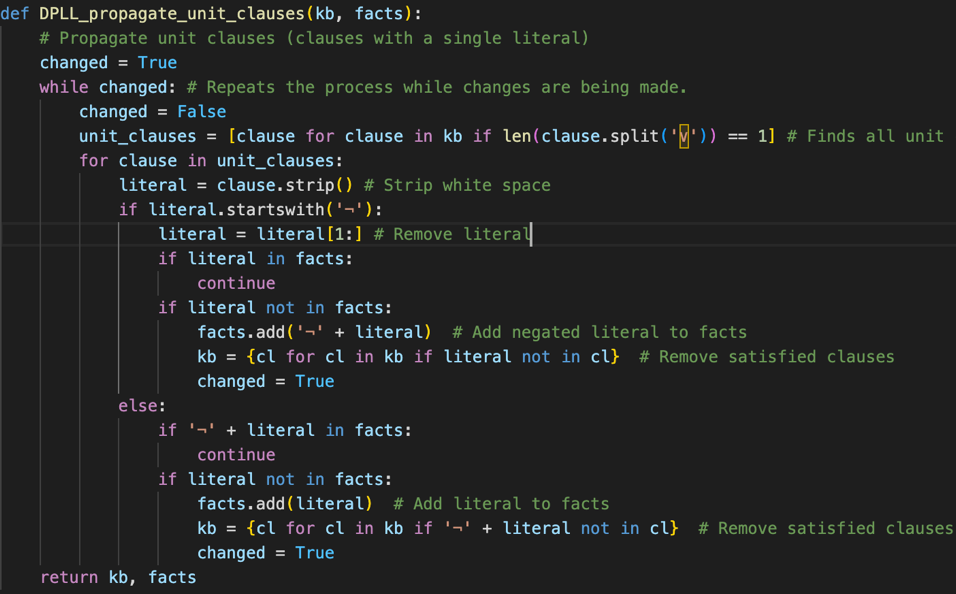 def DPLL_propagate_unit_clauses(kb, facts):
    # Propagate unit clauses (clauses with a single literal)
    changed = True
    while changed: # Repeats the process while changes are being made.
        changed = False
        unit_clauses = [clause for clause in kb if len(clause.split('∨')) == 1] # Finds all unit
        for clause in unit_clauses:
            literal = clause.strip() # Strip white space
            if literal.startswith('¬'):
                literal = literal[1:] # Remove literal
                if literal in facts:
                    continue
                if literal not in facts:
                    facts.add('¬' + literal)  # Add negated literal to facts
                    kb = {cl for cl in kb if literal not in cl}  # Remove satisfied clauses
                    changed = True
            else:
                if '¬' + literal in facts:
                    continue
                if literal not in facts:
                    facts.add(literal)  # Add literal to facts
                    kb = {cl for cl in kb if '¬' + literal not in cl}  # Remove satisfied clauses
                    changed = True
    return kb, facts